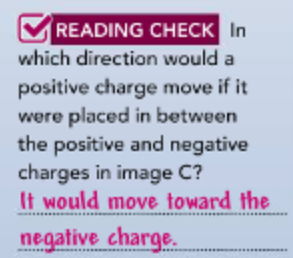 READING CHECK In
which direction would a
positive charge move if it
were placed in between
the positive and negative
charges in image C?
It would move toward the
negative charge.